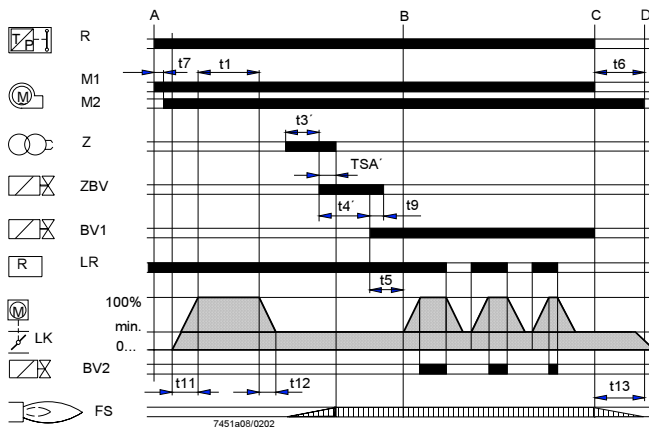 A B C D
T/P R
t7 t1 t6
M M1
M2
t3´
Z
TSA´
ZBV
t4´ t9
BV1
R LR
t5
M 100%
min.
LK
0...
BV2
t11 t12 t13
FS
7451a08/0202